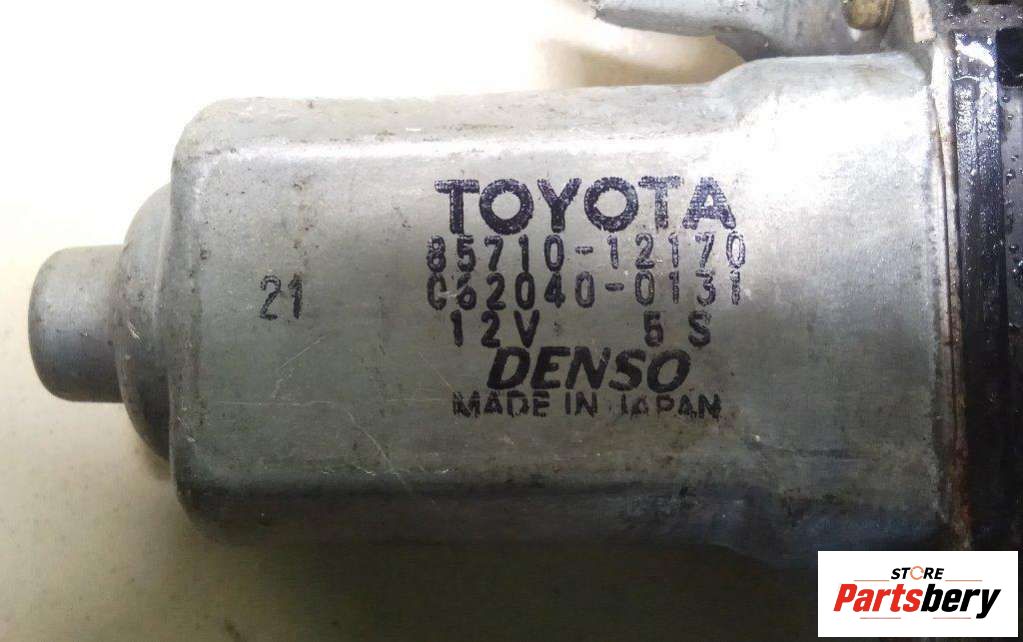 TOYOTA
85710-12170
21
C62040-0131
12V 5 S
DENSO
MADE IN JAPAN
STORE
Partsbery